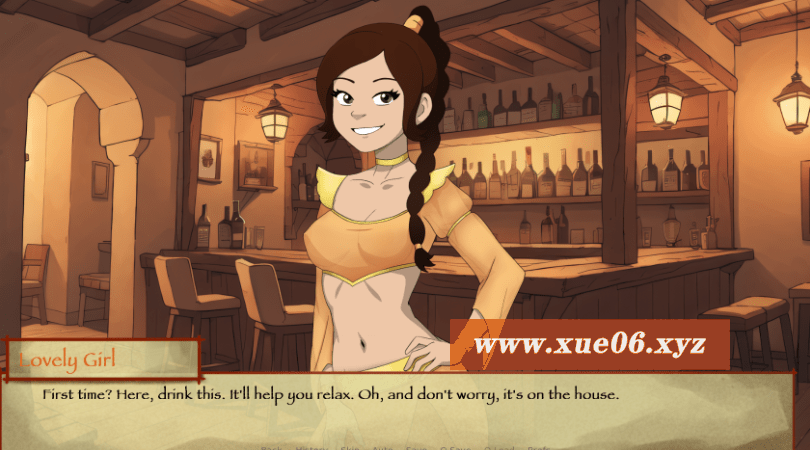 www.xue06.xyz
Lovely Girl
First time? Here, drink this. It'll help you relax. Oh, and don't worry, it's on the house.
Back History Skip Auto Save Q.Save Q.Load Prefs